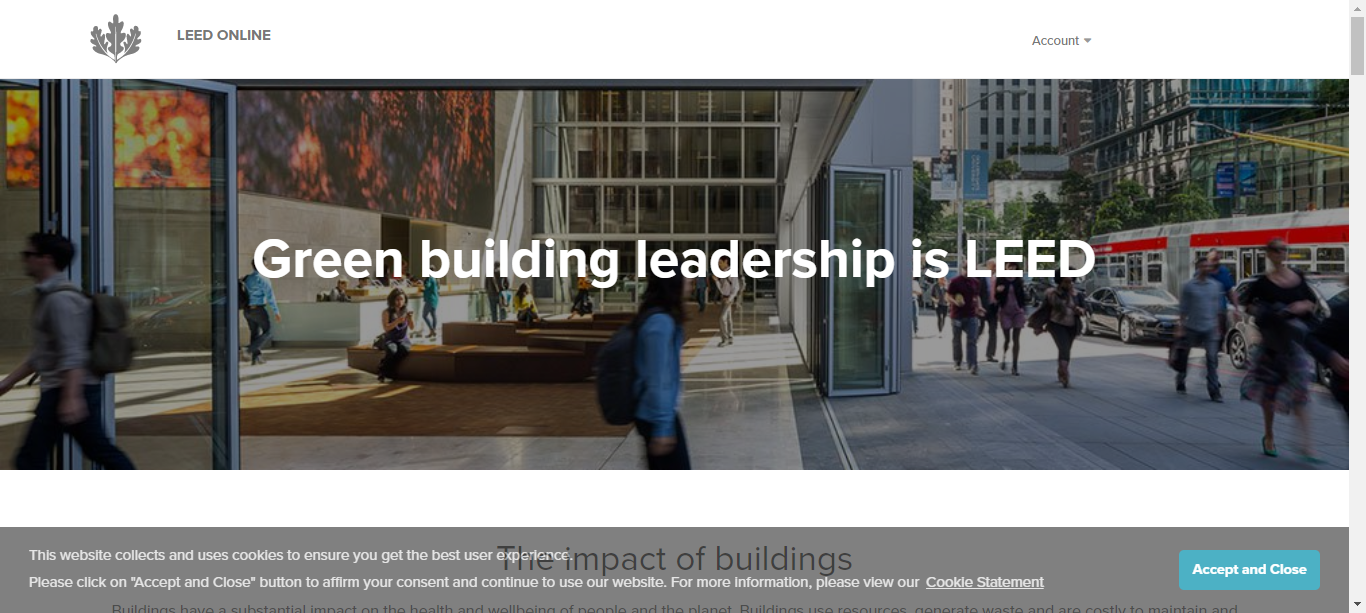 LEED ONLINE
Account
Green building leadership is LEED
The impact of buildings
This website collects and uses cookies to ensure you get the best user experience.
Please click on "Accept and Close" button to affirm your consent and continue to use our website. For more information, please view our Cookie Statement
Accept and Close
Buildings have a substantial impact on the health and wellbeing of people and the planet. Buildings use resources, generate waste and are costly to maintain and